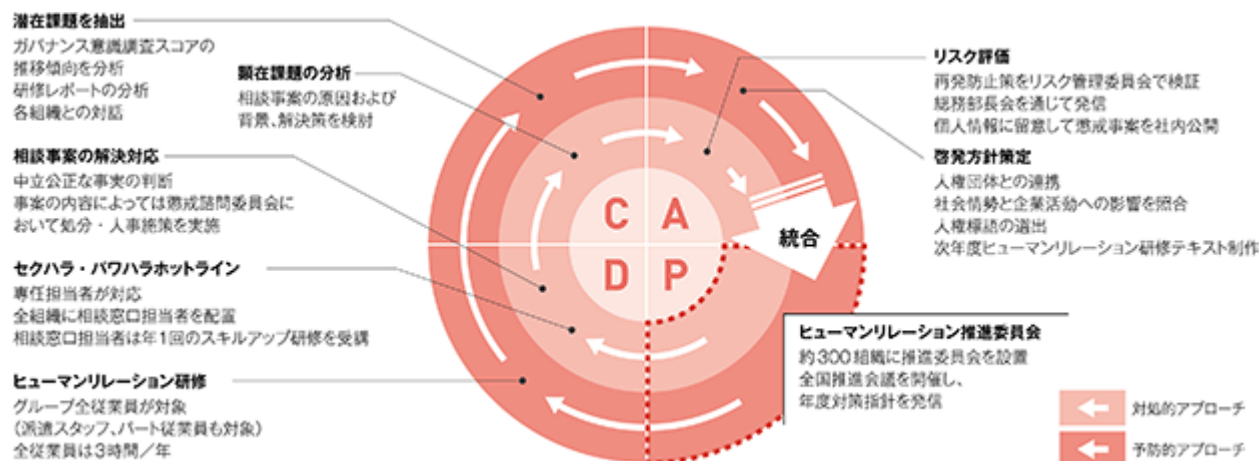 潜在課題を抽出
ガバナンス意識調査スコアの
推移傾向を分析
研修レポートの分析
各組織との対話
顕在課題の分析
相談事案の原因および
背景、解決策を検討
相談事案の解決対応
中立公正な事実の判断
事案の内容によっては懲戒諮問委員会に
おいて処分・人事施策を実施
セクハラ・パワハラホットライン
専任担当者が対応
全組織に相談窓口担当者を配置
相談窓口担当者は年1回のスキルアップ研修を受講
ヒューマンリレーション研修
グループ全従業員が対象
(派遣スタッフ、パート従業員も対象)
全従業員は3時間／年
C A
D P
統合
リスク評価
再発防止策をリスク管理委員会で検証
総務部長会を通じて発信
個人情報に留意して懲戒事案を社内公開
啓発方針策定
人権団体との連携
社会情勢と企業活動への影響を照合
人権標語の選出
次年度ヒューマンリレーション研修テキスト制作
ヒューマンリレーション推進委員会
約300組織に推進委員会を設置
全国推進会議を開催し、
年度対策指針を発信
対処的アプローチ
予防的アプローチ